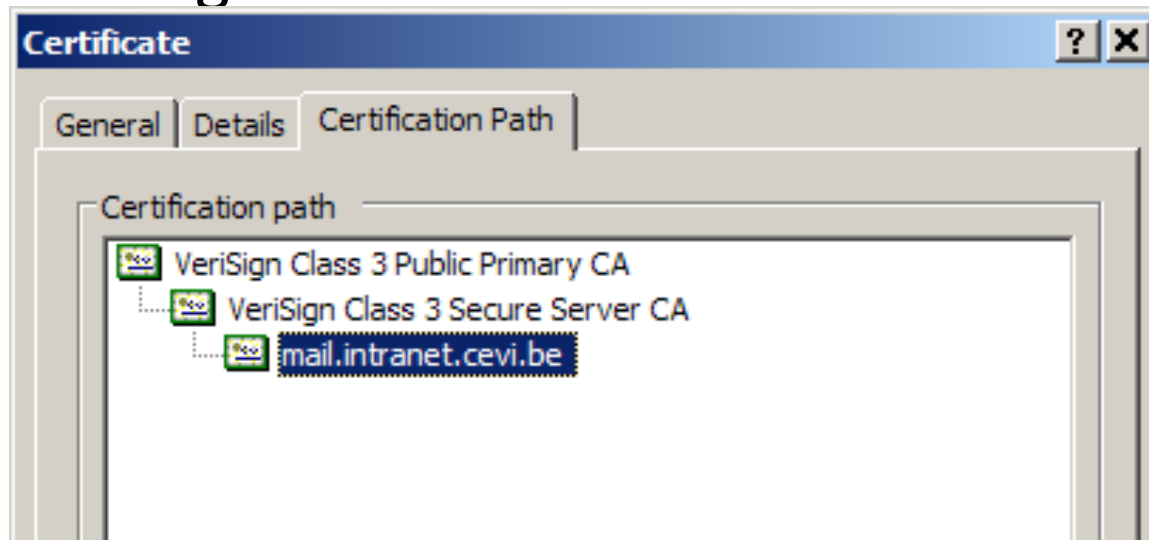 Certificate
General Details Certification Path
Certification path
VeriSign Class 3 Public Primary CA
VeriSign Class 3 Secure Server CA
mail.intranet.cevi.be